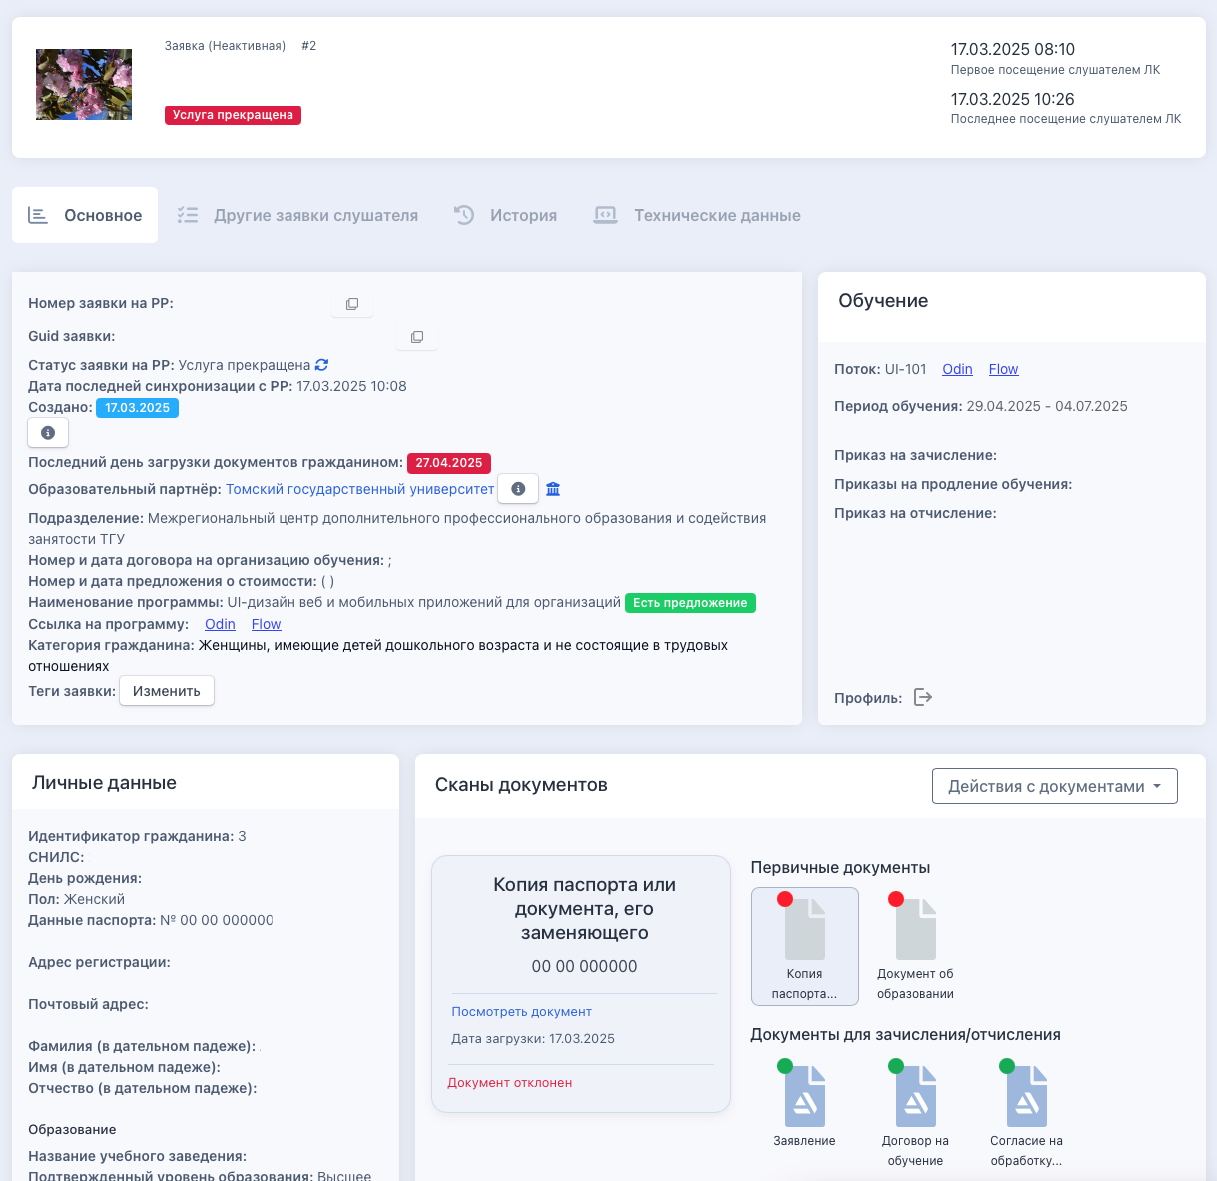 Заявка (Неактивная) #2
Услуга прекращена
17.03.2025 08:10
Первое посещение слушателем ЛК
17.03.2025 10:26
Последнее посещение слушателем ЛК
Основное
Другие заявки слушателя
История
Технические данные
Номер заявки на РР:
Guid заявки:
Статус заявки на РР: Услуга прекращена
Дата последней синхронизации с РР: 17.03.2025 10:08
Создано: 17.03.2025
Последний день загрузки документов гражданином: 27.04.2025
Образовательный партнёр: Томский государственный университет
Подразделение: Межрегиональный центр дополнительного профессионального образования и содействия
занятости ТГУ
Номер и дата договора на организацию обучения: ;
Номер и дата предложения о стоимости: ( )
Наименование программы: UI-дизайн веб и мобильных приложений для организаций Есть предложение
Ссылка на программу: Odin Flow
Категория гражданина: Женщины, имеющие детей дошкольного возраста и не состоящие в трудовых
отношениях
Теги заявки: Изменить
Обучение
Поток: UI-101 Odin Flow
Период обучения: 29.04.2025 - 04.07.2025
Приказ на зачисление:
Приказы на продление обучения:
Приказ на отчисление:
Профиль:
Личные данные
Идентификатор гражданина: 3
СНИЛС:
День рождения:
Пол: Женский
Данные паспорта: № 00 00 000000
Адрес регистрации:
Почтовый адрес:
Фамилия (в дательном падеже):
Имя (в дательном падеже):
Отчество (в дательном падеже):
Образование
Название учебного заведения:
Подтвержденный уровень образования: Высшее
Сканы документов
Действия с документами
Копия паспорта или
документа, его
заменяющего
00 00 000000
Посмотреть документ
Дата загрузки: 17.03.2025
Документ отклонен
Первичные документы
Копия
паспорта...
Документ об
образовании
Документы для зачисления/отчисления
Заявление
Договор на
обучение
Согласие на
обработку...